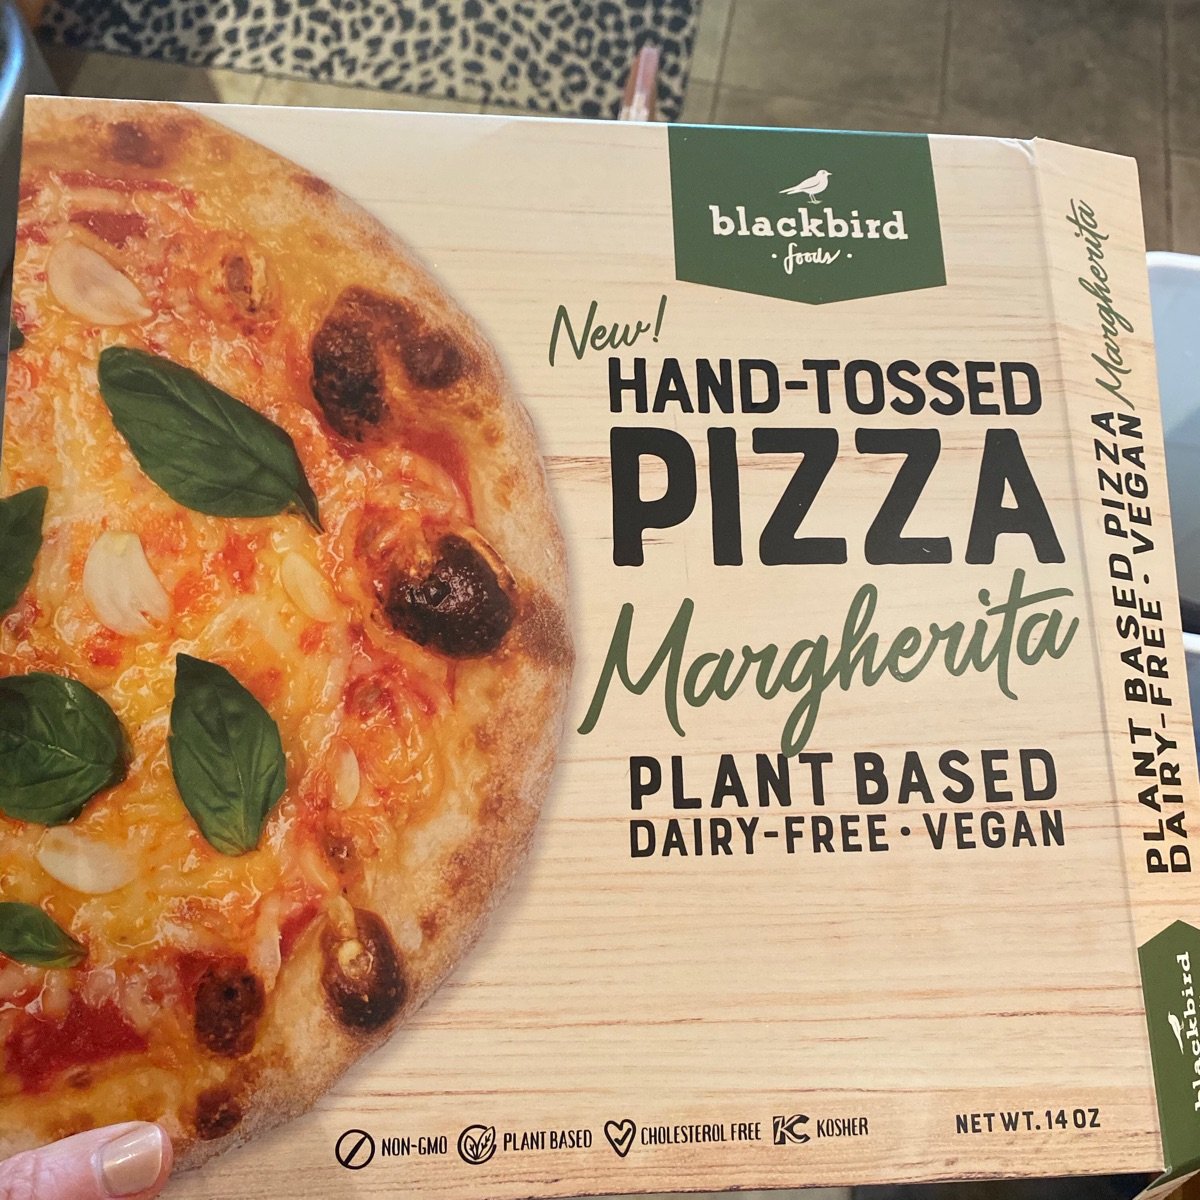 blackbird
foods
New!
HAND-TOSSED
PIZZA
Margherita
PLANT BASED
DAIRY-FREE • VEGAN
NON-GMO
PLANT BASED
CHOLESTEROL FREE
K
KOSHER
NET WT. 14 OZ
PLANT BASED PIZZA Margherita
DAIRY-FREE • VEGAN
blackbird